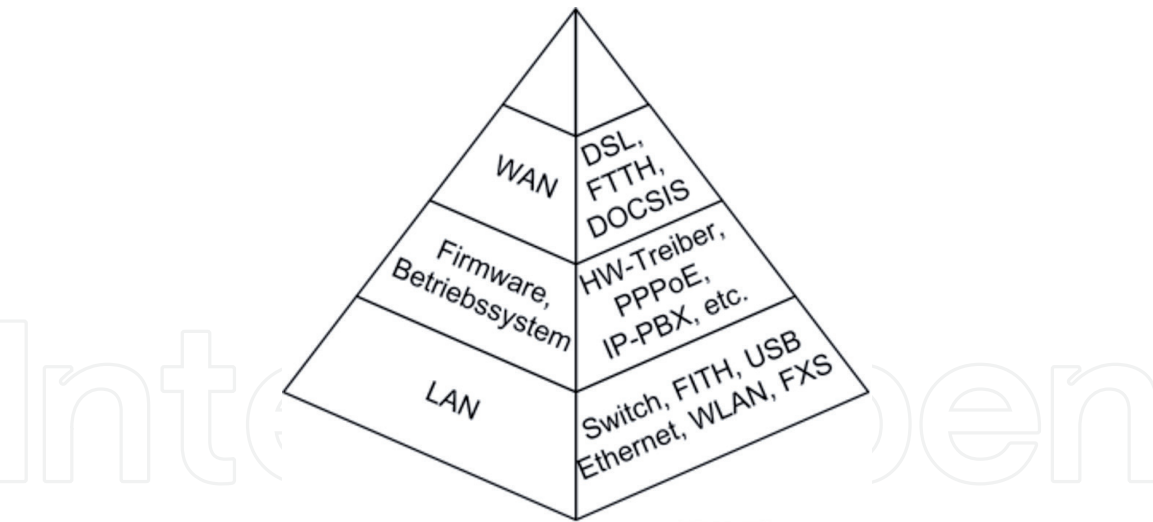 WAN
DSL,
FTTH,
DOCSIS
Firmware,
Betriebssystem
HW-Treiber,
PPPoE,
IP-PBX, etc.
LAN
Switch, FITH, USB
Ethernet, WLAN, FXS